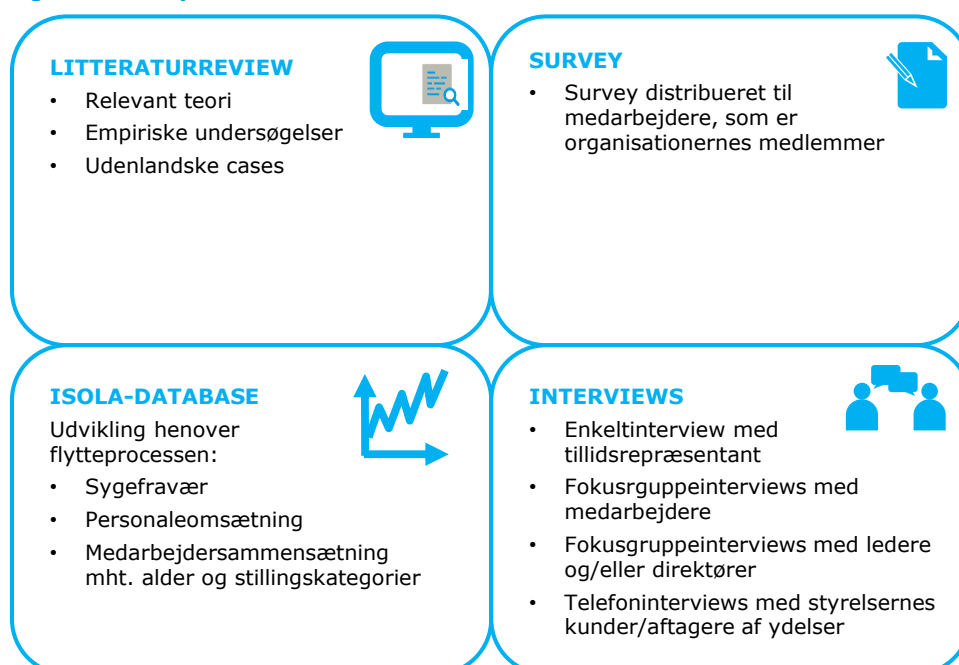 LITTERATURREVIEW
• Relevant teori
• Empiriske undersøgelser
• Udenlandske cases
SURVEY
• Survey distribueret til
medarbejdere, som er
organisationernes medlemmer
ISOLA-DATABASE
Udvikling henover
flytteprocessen:
• Sygefravær
• Personaleomsætning
• Medarbejdersammensætning
mht. alder og stillingskategorier
INTERVIEWS
• Enkeltinterview med
tillidsrepræsentant
• Fokusrguppeinterviews med
medarbejdere
• Fokusgruppeinterviews med ledere
og/eller direktører
• Telefoninterviews med styrelsernes
kunder/aftagere af ydelser